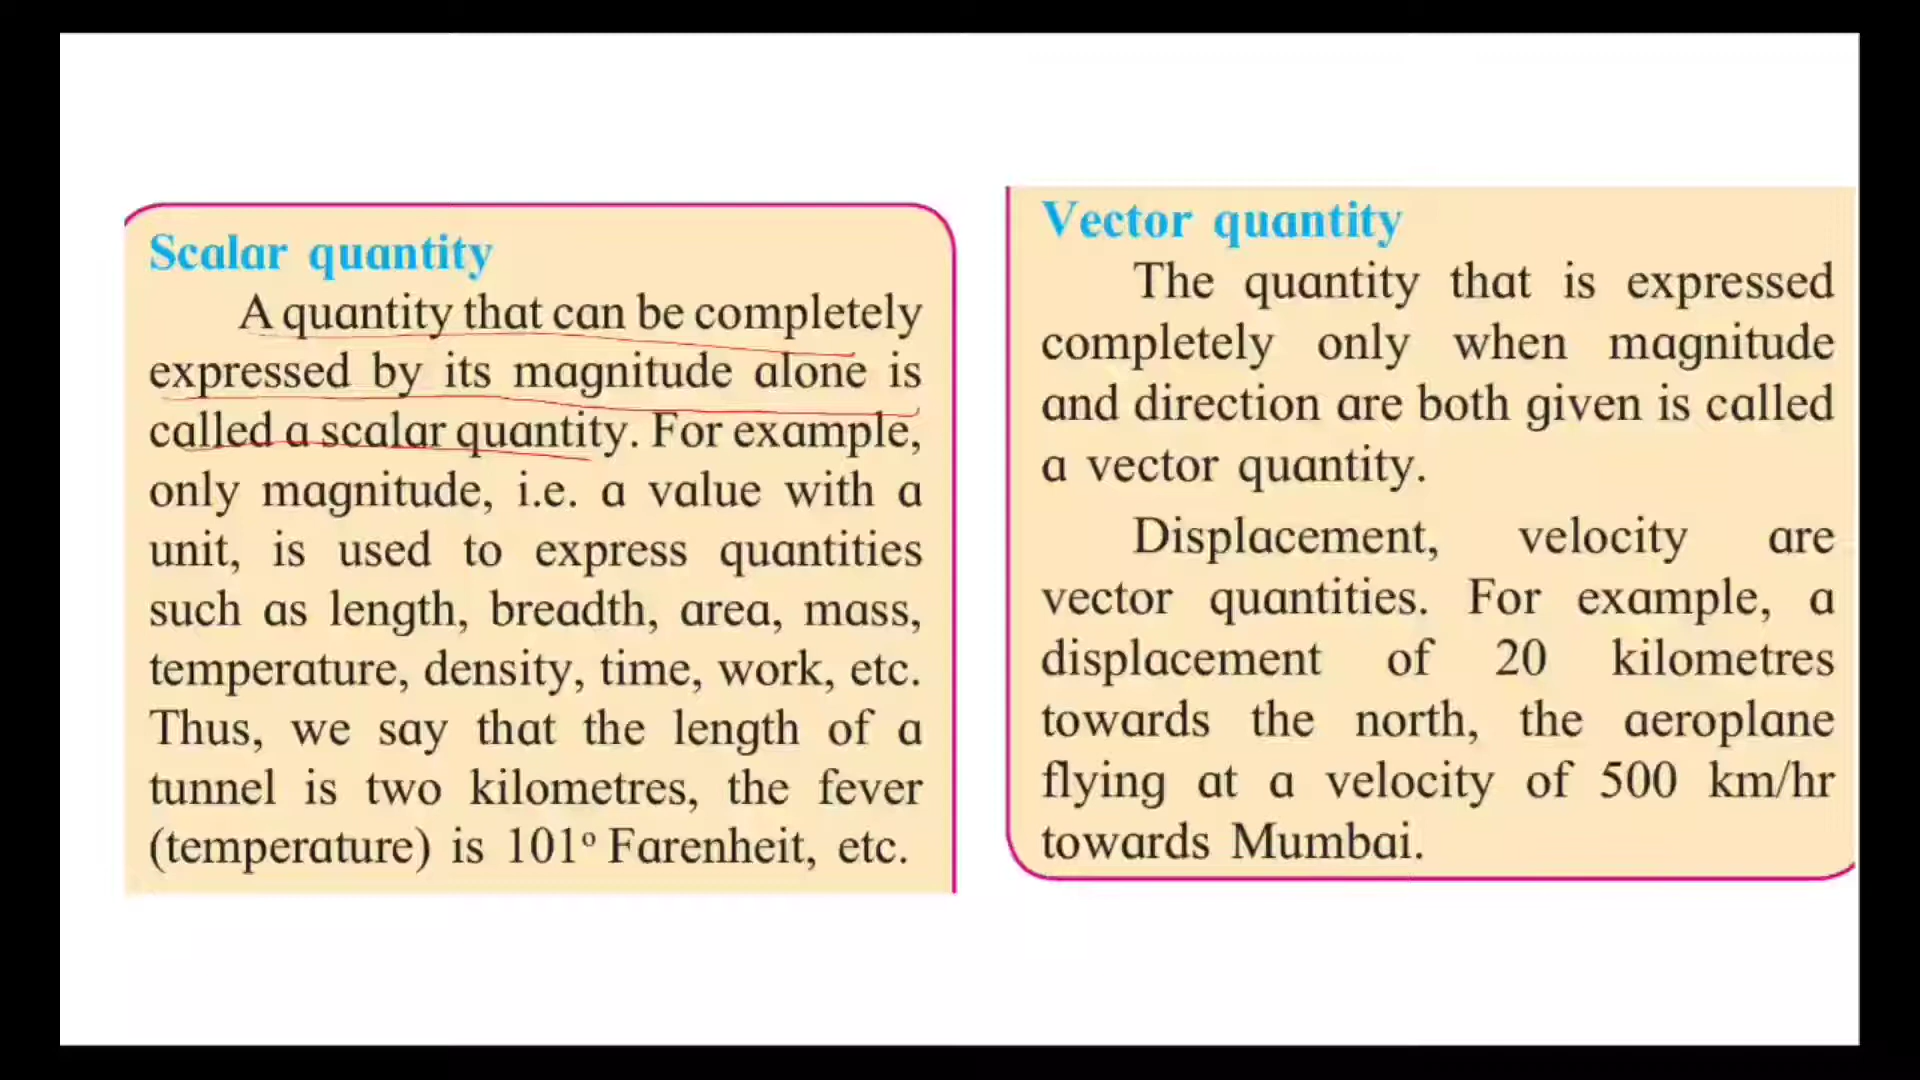 Scalar quantity
A quantity that can be completely
expressed by its magnitude alone is
called a scalar quantity. For example,
only magnitude, i.e. a value with a
unit, is used to express quantities
such as length, breadth, area, mass,
temperature, density, time, work, etc.
Thus, we say that the length of a
tunnel is two kilometres, the fever
(temperature) is 101º Farenheit, etc.
Vector quantity
The quantity that is expressed
completely only when magnitude
and direction are both given is called
a vector quantity.
Displacement, velocity are
vector quantities. For example, a
displacement of 20 kilometres
towards the north, the aeroplane
flying at a velocity of 500 km/hr
towards Mumbai.